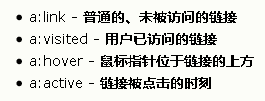 • a:link - 普通的、未被访问的链接
• a:visited - 用户已访问的链接
• a:hover - 鼠标指针位于链接的上方
• a:active - 链接被点击的时刻